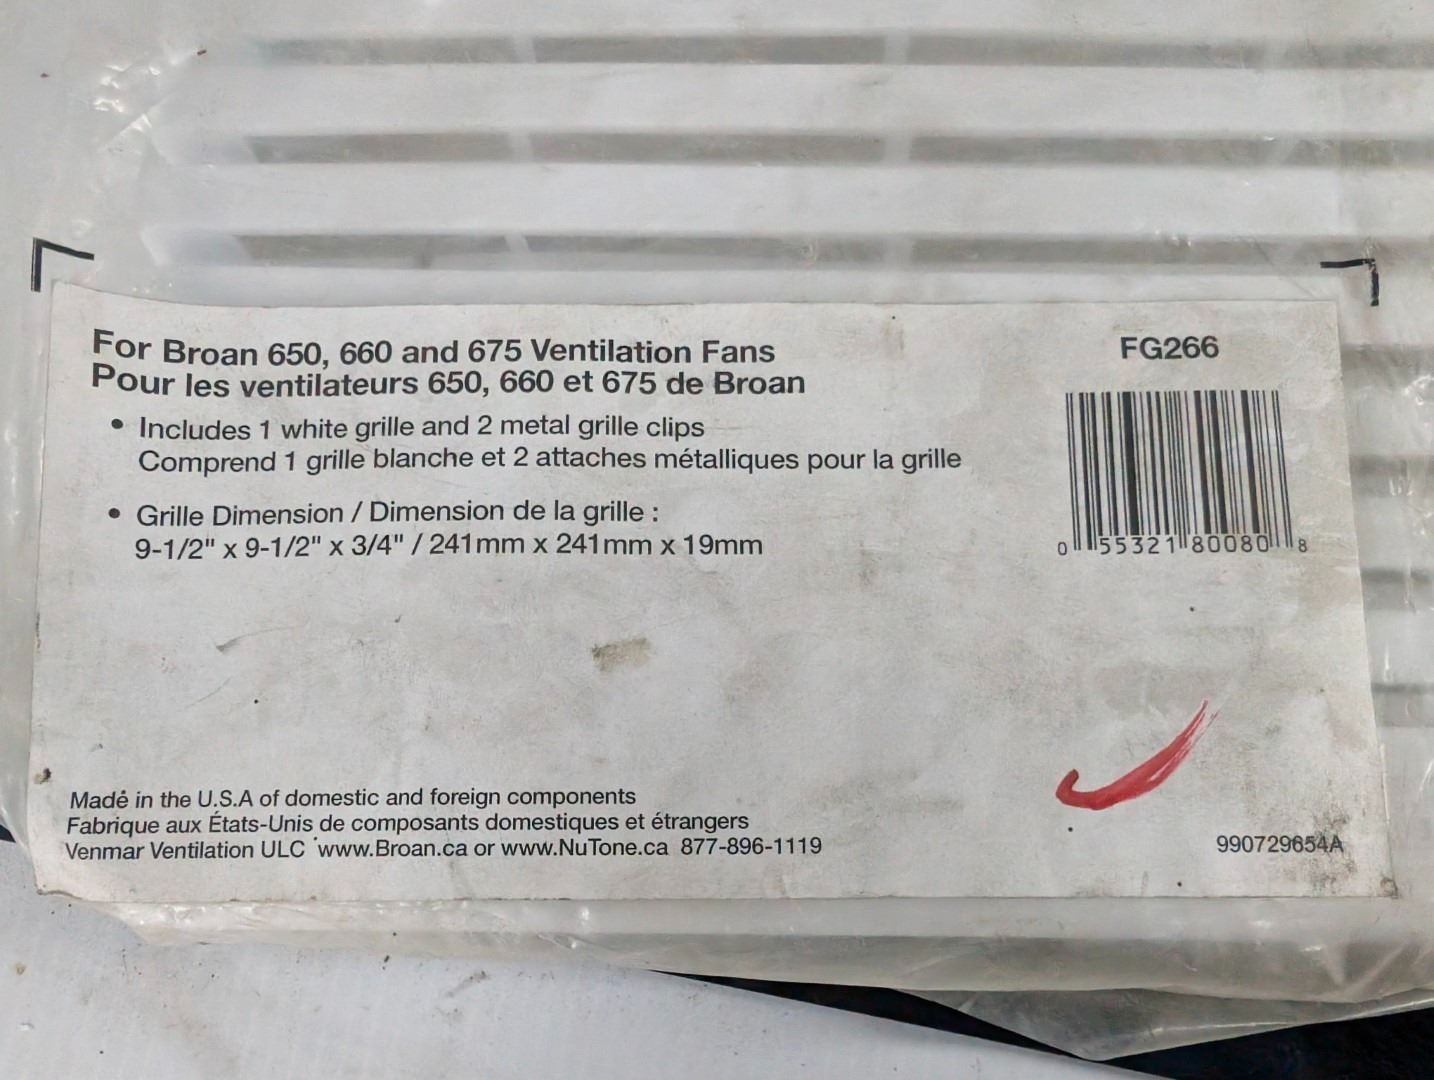 For Broan 650, 660 and 675 Ventilation Fans
Pour les ventilateurs 650, 660 et 675 de Broan
• Includes 1 white grille and 2 metal grille clips
Comprend 1 grille blanche et 2 attaches métalliques pour la grille
• Grille Dimension / Dimension de la grille :
9-1/2" x 9-1/2" x 3/4" / 241mm x 241mm x 19mm
FG266
0 55321 80080 8
Made in the U.S.A of domestic and foreign components
Fabrique aux États-Unis de composants domestiques et étrangers
Venmar Ventilation ULC www.Broan.ca or www.NuTone.ca 877-896-1119
990729654A